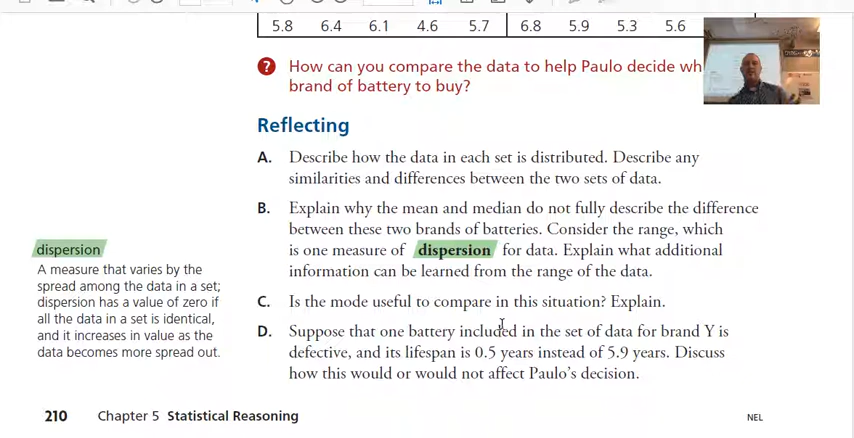 5.8 6.4 6.1 4.6 5.7 6.8 5.9 5.3 5.6
? How can you compare the data to help Paulo decide
brand of battery to buy?
Reflecting
A. Describe how the data in each set is distributed. Describe any
similarities and differences between the two sets of data.
B. Explain why the mean and median do not fully describe the difference
between these two brands of batteries. Consider the range, which
is one measure of dispersion for data. Explain what additional
information can be learned from the range of the data.
C. Is the mode useful to compare in this situation? Explain.
D. Suppose that one battery included in the set of data for brand Y is
defective, and its lifespan is 0.5 years instead of 5.9 years. Discuss
how this would or would not affect Paulo's decision.
dispersion
A measure that varies by the
spread among the data in a set;
dispersion has a value of zero if
all the data in a set is identical,
and it increases in value as the
data becomes more spread out.
210 Chapter 5 Statistical Reasoning
NEL